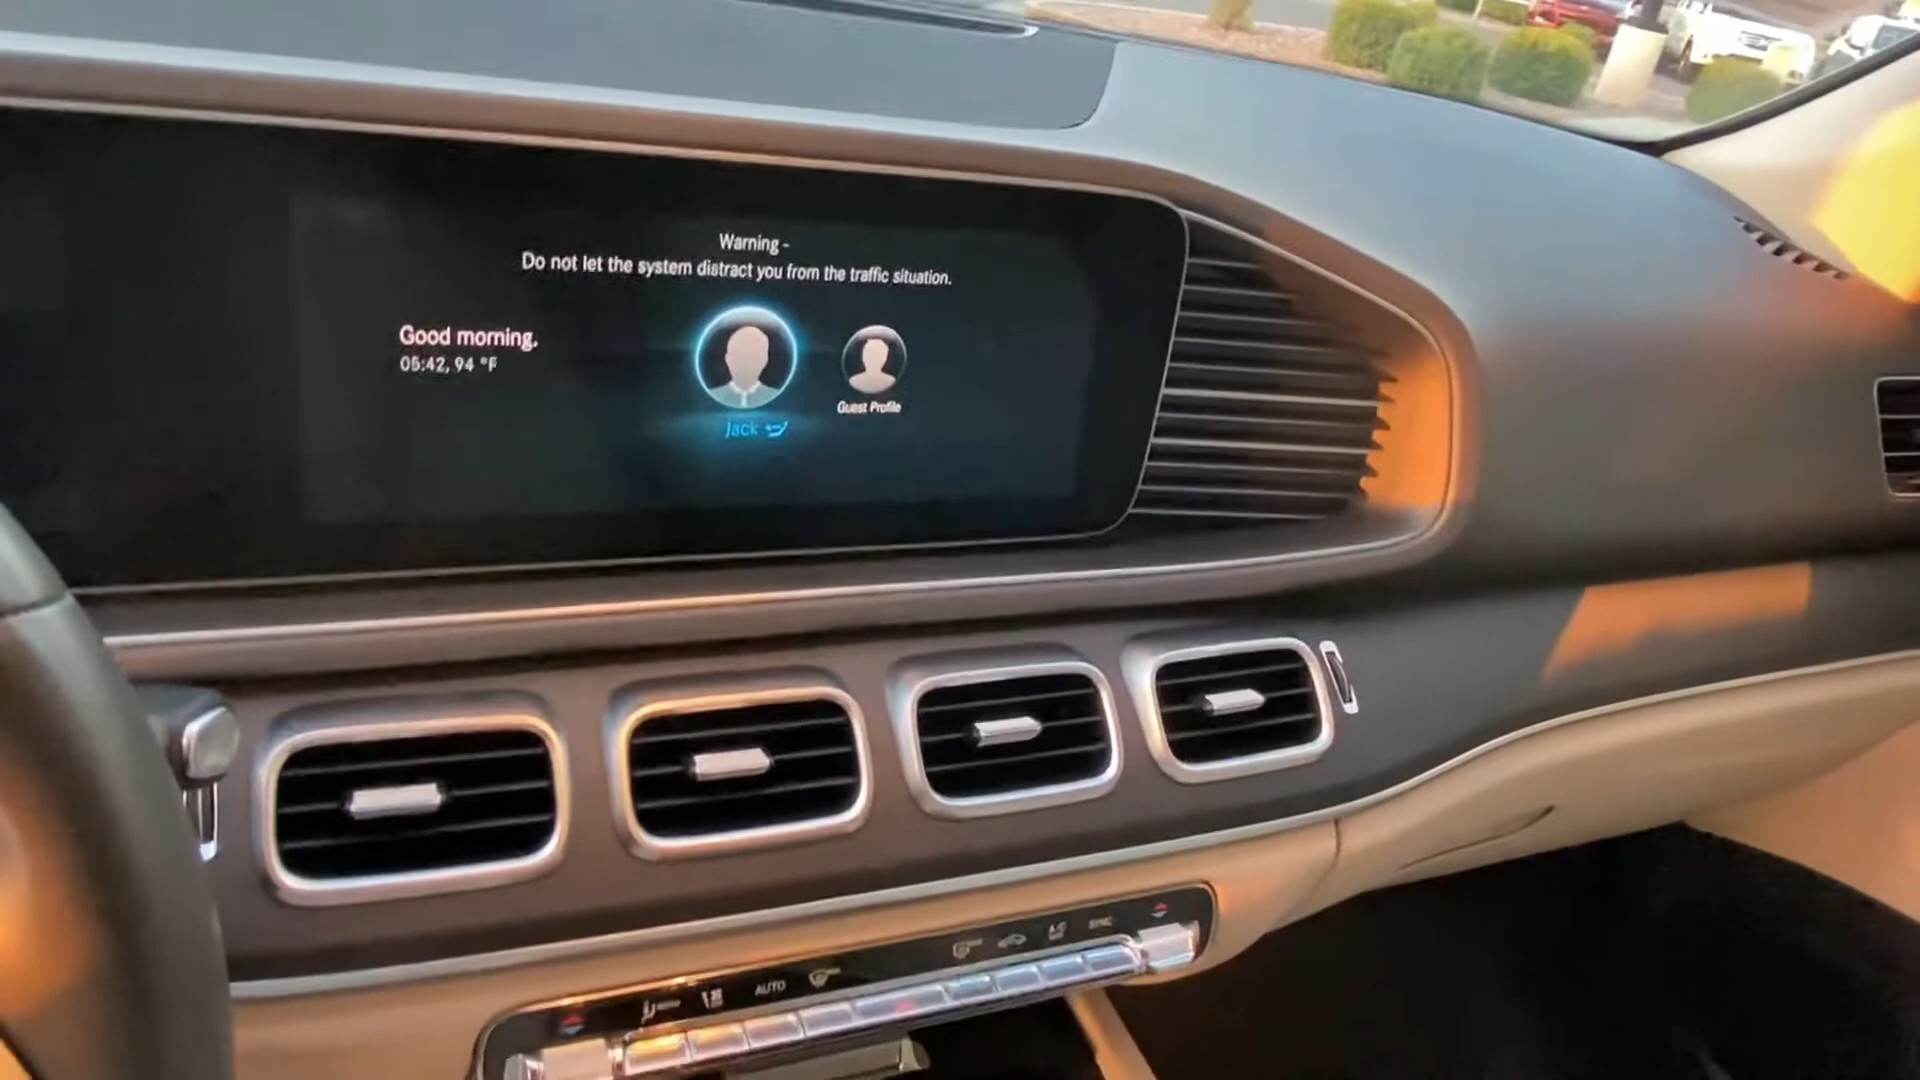 Warning -
Do not let the system distract you from the traffic situation.
Good morning.
05:42, 94 °F
Jack
Guest Profile
AUTO
A/C
SYNC